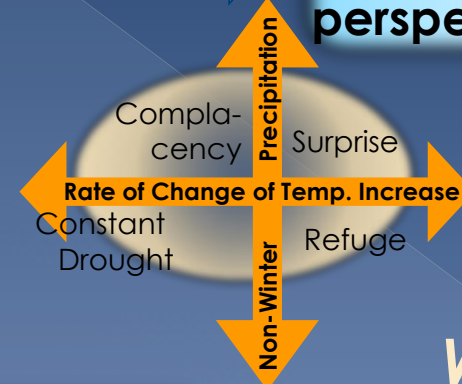 perspe
Compla-
cency
Surprise
Precipitation
Rate of Change of Temp. Increase
Constant
Drought
Refuge
Non-Winter